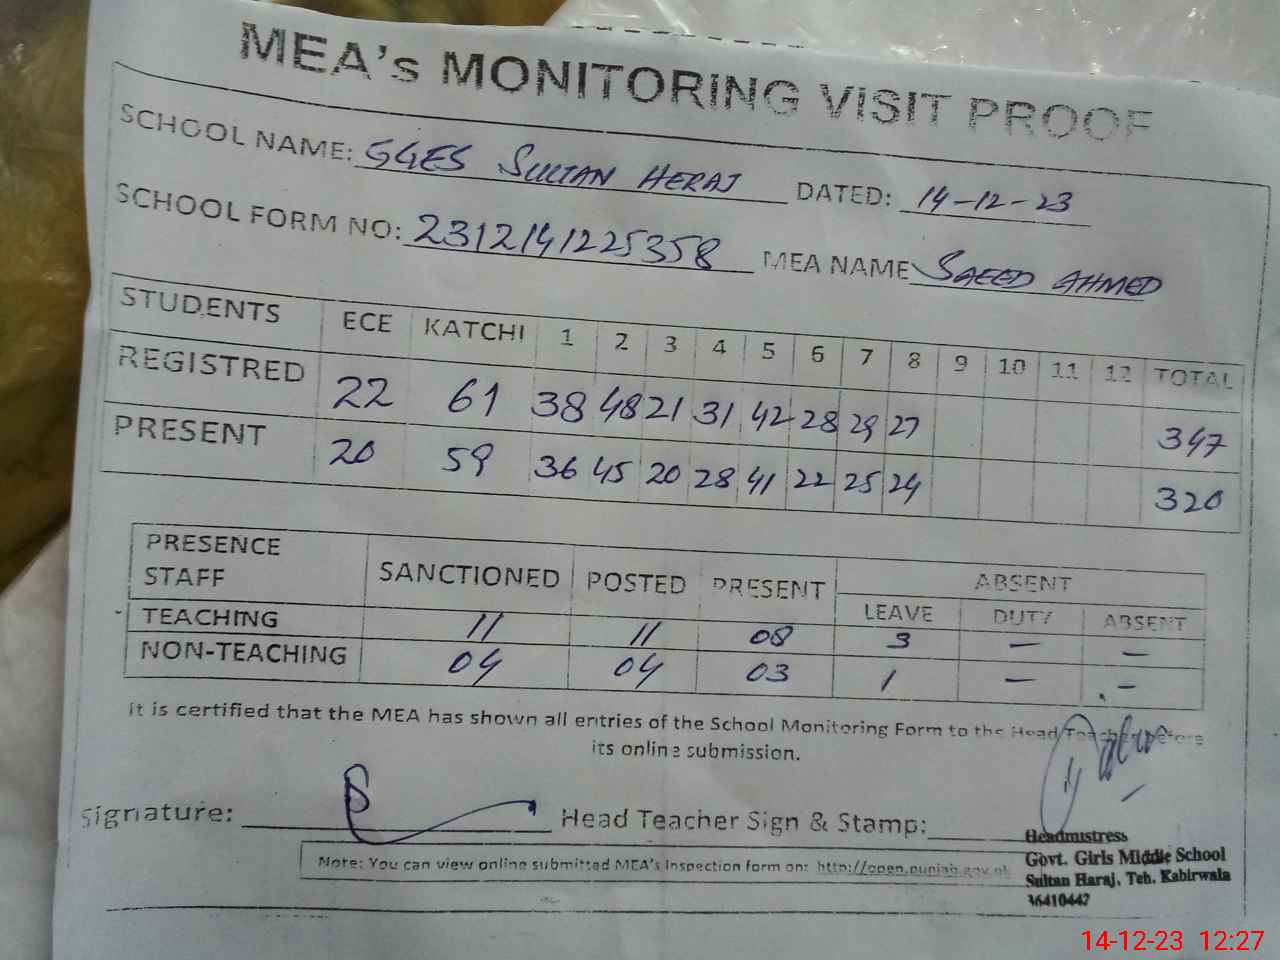 MEA's MONITORING VISIT PROOF
SCHOOL NAME: GGES SULTAN HERAJ DATED: 14-12-23
SCHOOL FORM NO: 2312141225358 MEA NAME SAEED AHMED
STUDENTS ECE KATCHI 1 2 3 4 5 6 7 8 9 10 11 12 TOTAL
REGISTRED 22 61 38 48 21 31 42 28 29 27 347
PRESENT 20 59 36 45 20 28 41 22 25 24 320
PRESENCE STAFF SANCTIONED POSTED PRESENT ABSENT
LEAVE DUTY ABSENT
TEACHING 11 11 08 3 — —
NON-TEACHING 04 04 03 1 — —
It is certified that the MEA has shown all entries of the School Monitoring Form to the Head Teacher before
its online submission.
Signature: Head Teacher Sign & Stamp:
Headmistress
Govt. Girls Middle School
Sultan Haraj, Teh. Kabirwala
36410442
Note: You can view online submitted MEA's Inspection form on: http://open.punjab.gov.pk
14-12-23 12:27